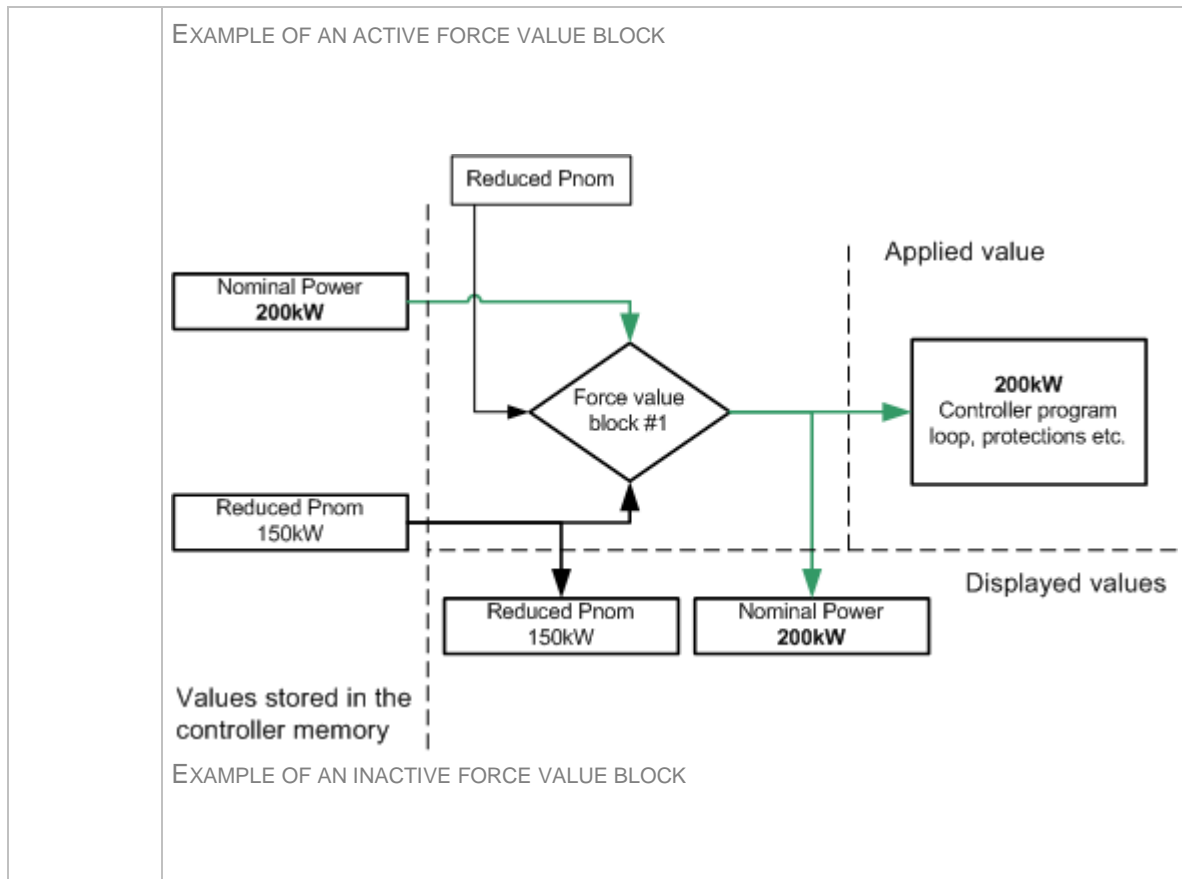 EXAMPLE OF AN ACTIVE FORCE VALUE BLOCK
Reduced Pnom
Applied value
Nominal Power
200kW
Force value
block #1
200kW
Controller program
loop, protections etc.
Reduced Pnom
150kW
Displayed values
Reduced Pnom
150kW
Nominal Power
200kW
Values stored in the
controller memory
EXAMPLE OF AN INACTIVE FORCE VALUE BLOCK